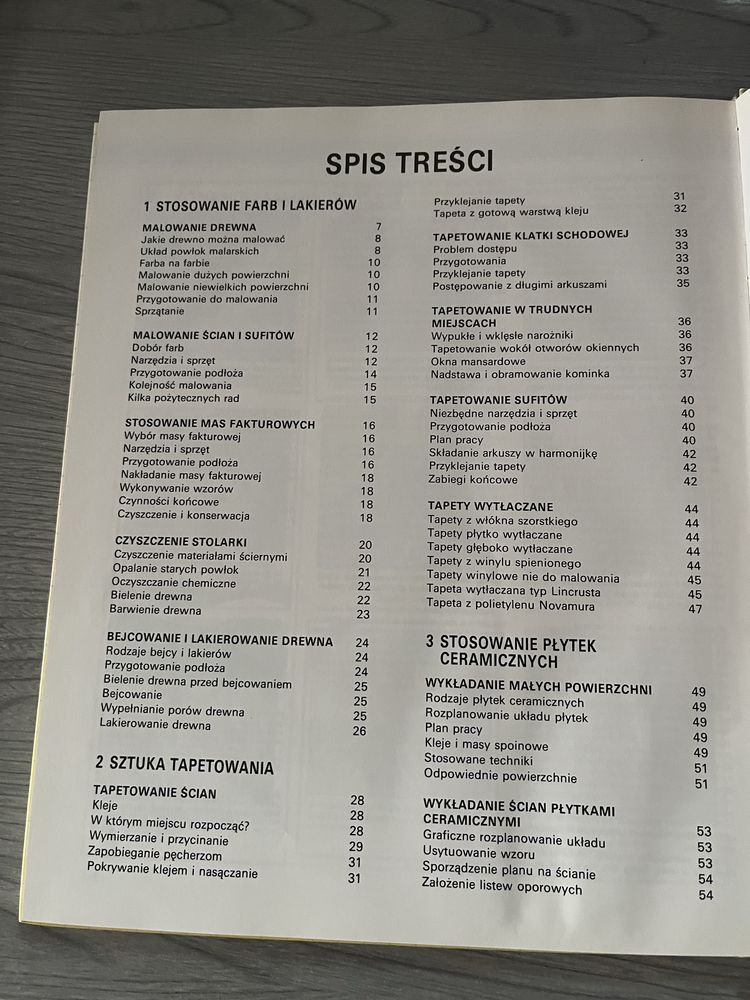 SPIS TREŚCI
1 STOSOWANIE FARB I LAKIERÓW
MALOWANIE DREWNA 7
Jakie drewno można malować 8
Układ powłok malarskich 8
Farba na farbie 10
Malowanie dużych powierzchni 10
Malowanie niewielkich powierzchni 10
Przygotowanie do malowania 11
Sprzątanie 11
MALOWANIE ŚCIAN I SUFITÓW 12
Dobór farb 12
Narzędzia i sprzęt 12
Przygotowanie podłoża 14
Kolejność malowania 15
Kilka pożytecznych rad 15
STOSOWANIE MAS FAKTUROWYCH 16
Wybór masy fakturowej 16
Narzędzia i sprzęt 16
Przygotowanie podłoża 16
Nakładanie masy fakturowej 18
Wykonywanie wzorów 18
Czynności końcowe 18
Czyszczenie i konserwacja 18
CZYSZCZENIE STOLARKI 20
Czyszczenie materiałami ściernymi 20
Opalanie starych powłok 21
Oczyszczanie chemiczne 22
Bielenie drewna 22
Barwienie drewna 23
BEJCOWANIE I LAKIEROWANIE DREWNA 24
Rodzaje bejcy i lakierów 24
Przygotowanie podłoża 24
Bielenie drewna przed bejcowaniem 25
Bejcowanie 25
Wypełnianie porów drewna 25
Lakierowanie drewna 26
2 SZTUKA TAPETOWANIA
TAPETOWANIE ŚCIAN 28
Kleje 28
W którym miejscu rozpocząć? 28
Wymierzanie i przycinanie 29
Zapobieganie pęcherzom 31
Pokrywanie klejem i nasączanie 31
Przyklejanie tapety 31
Tapeta z gotową warstwą kleju 32
TAPETOWANIE KLATKI SCHODOWEJ 33
Problem dostępu 33
Przygotowania 33
Przyklejanie tapety 33
Postępowanie z długimi arkuszami 35
TAPETOWANIE W TRUDNYCH
MIEJSCACH 36
Wypukłe i wklęsłe narożniki 36
Tapetowanie wokół otworów okiennych 36
Okna mansardowe 37
Nadstawa i obramowanie kominka 37
TAPETOWANIE SUFITÓW 40
Niezbędne narzędzia i sprzęt 40
Przygotowanie podłoża 40
Plan pracy 40
Składanie arkuszy w harmonijkę 42
Przyklejanie tapety 42
Zabiegi końcowe 42
TAPETY WYTŁACZANE 44
Tapety z włókna szorstkiego 44
Tapety płytko wytłaczane 44
Tapety głęboko wytłaczane 44
Tapety z winylu spienionego 44
Tapety winylowe nie do malowania 45
Tapeta wytłaczana typ Lincrusta 45
Tapeta z polietylenu Novamura 47
3 STOSOWANIE PŁYTEK
CERAMICZNYCH
WYKŁADANIE MAŁYCH POWIERZCHNI 49
Rodzaje płytek ceramicznych 49
Rozplanowanie układu płytek 49
Plan pracy 49
Kleje i masy spoinowe 49
Stosowane techniki 51
Odpowiednie powierzchnie 51
WYKŁADANIE ŚCIAN PŁYTKAMI
CERAMICZNYMI 53
Graficzne rozplanowanie układu 53
Usytuowanie wzoru 53
Sporządzenie planu na ścianie 54
Założenie listew oporowych 54